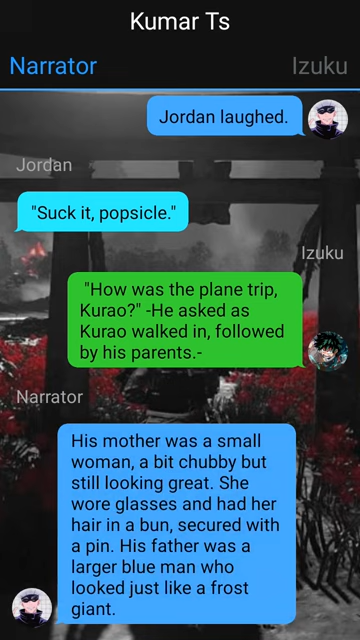 Kumar Ts
Narrator
Izuku
Jordan laughed.
Jordan
"Suck it, popsicle."
Izuku
"How was the plane trip,
Kurao?" -He asked as
Kurao walked in, followed
by his parents.-
Narrator
His mother was a small
woman, a bit chubby but
still looking great. She
wore glasses and had her
hair in a bun, secured with
a pin. His father was a
larger blue man who
looked just like a frost
giant.